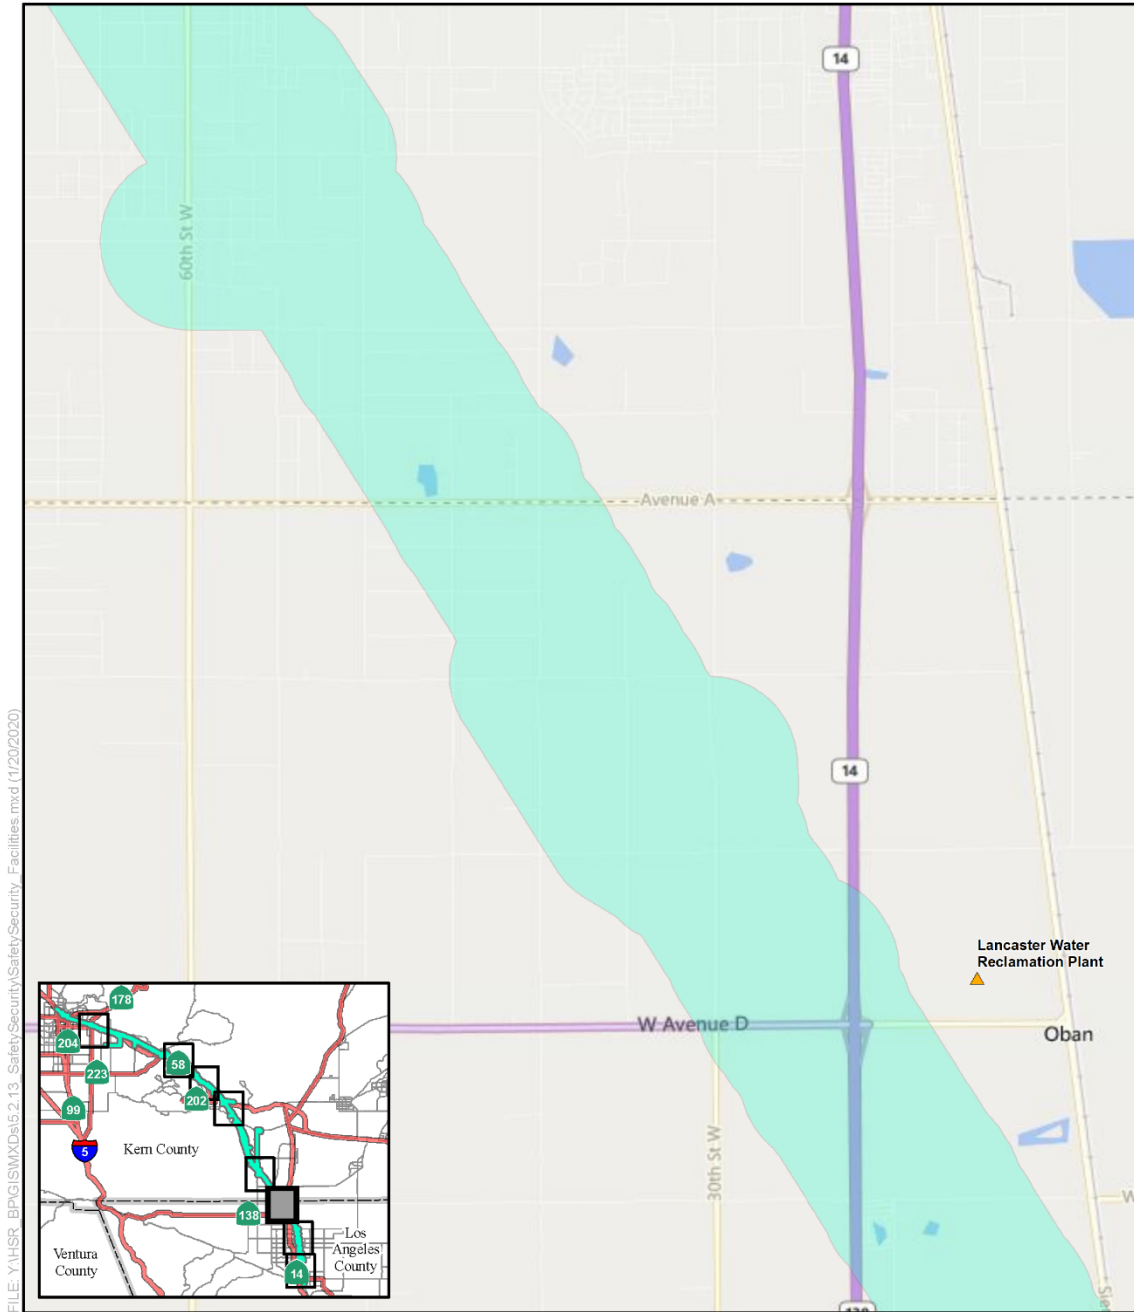 14
60th St W
Avenue A
14
Lancaster Water
Reclamation Plant
W Avenue D
Oban
30th St W
W
138
178
204
58
223
202
99
5
Kern County
138
Los
Angeles
County
Ventura
County
14
FILE: Y:\HSR_BP\GIS\MXDs\5.2.13_SafetySecurity\SafetySecurity_Facilities.mxd (1/20/2020)